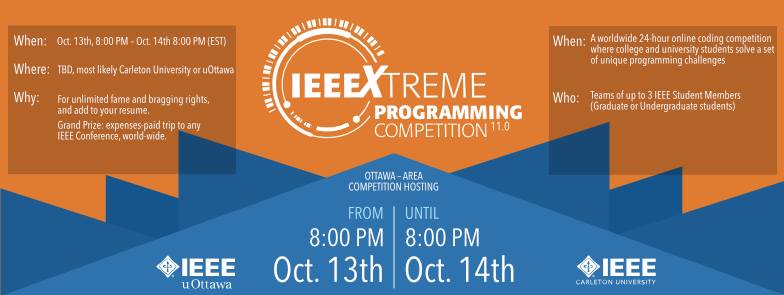 When: Oct. 13th, 8:00 PM – Oct. 14th 8:00 PM (EST)
Where: TBD, most likely Carleton University or uOttawa
Why: For unlimited fame and bragging rights,
and add to your resume.
Grand Prize: expenses-paid trip to any
IEEE Conference, world-wide.
IEEEXTREME
PROGRAMMING
COMPETITION 11.0
When: A worldwide 24-hour online coding competition
where college and university students solve a set
of unique programming challenges
Who: Teams of up to 3 IEEE Student Members
(Graduate or Undergraduate students)
OTTAWA – AREA
COMPETITION HOSTING
FROM
8:00 PM
Oct. 13th
UNTIL
8:00 PM
Oct. 14th
IEEE
uOttawa
IEEE
CARLETON UNIVERSITY